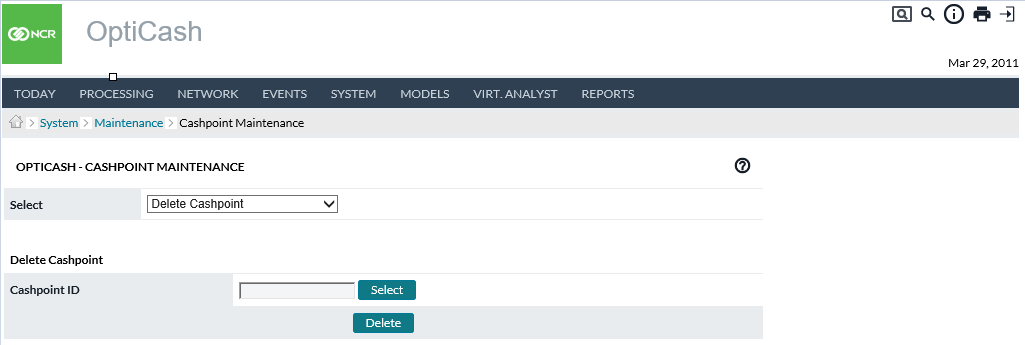 NCR OptiCash
Mar 29, 2011
TODAY PROCESSING NETWORK EVENTS SYSTEM MODELS VIRT. ANALYST REPORTS
System Maintenance Cashpoint Maintenance
OPTICASH - CASHPOINT MAINTENANCE
Select Delete Cashpoint
Delete Cashpoint
Cashpoint ID Select
Delete